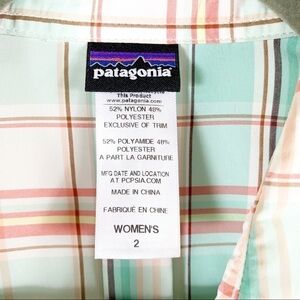 patagonia
This Product
www.patagonia.com
52% NYLON 48%
POLYESTER
EXCLUSIVE OF TRIM
52% POLYAMIDE 48%
POLYESTER
A PART LA GARNITURE
MFG DATE AND LOCATION
AT PCPSIA.COM
MADE IN CHINA
FABRIQUÉ EN CHINE
WOMEN'S
2